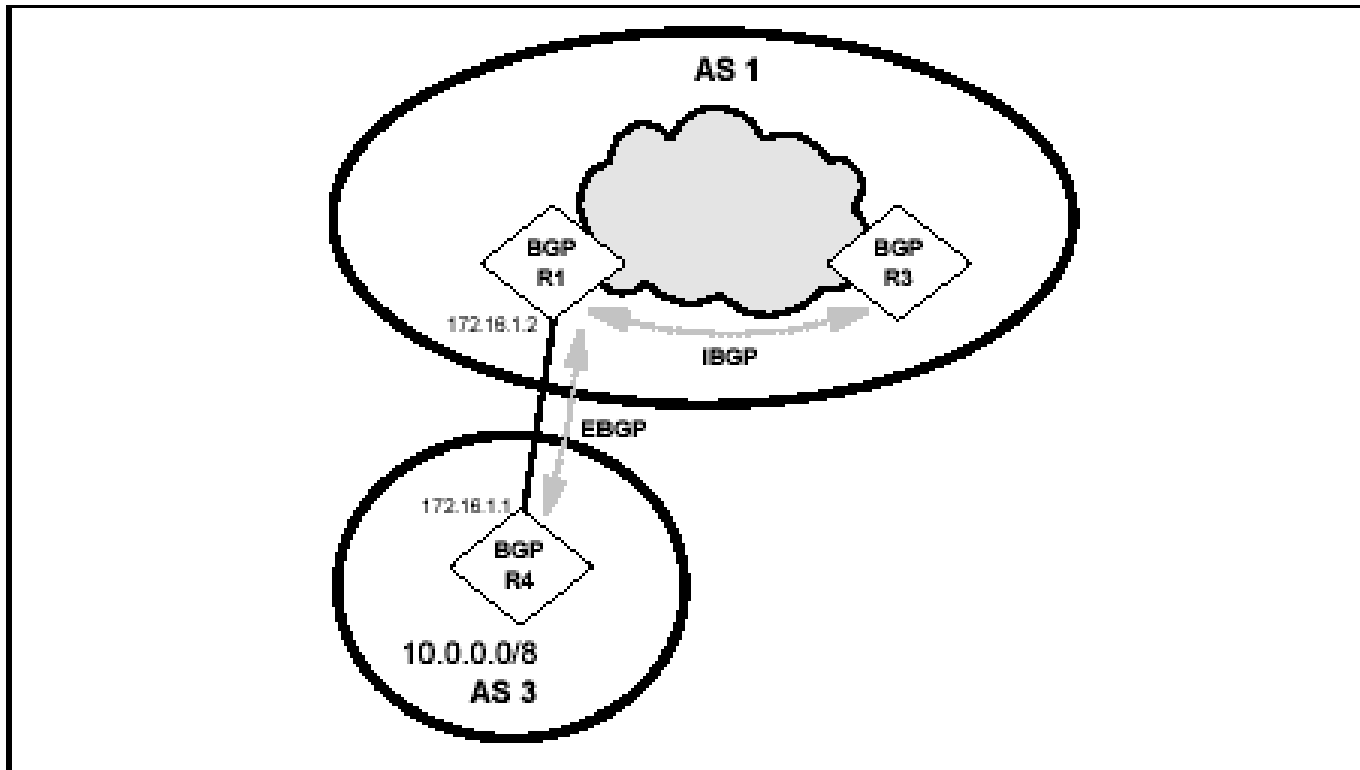 AS 1
BGP
R1
BGP
R3
172.16.1.2
IBGP
EBGP
172.16.1.1
BGP
R4
10.0.0.0/8
AS 3